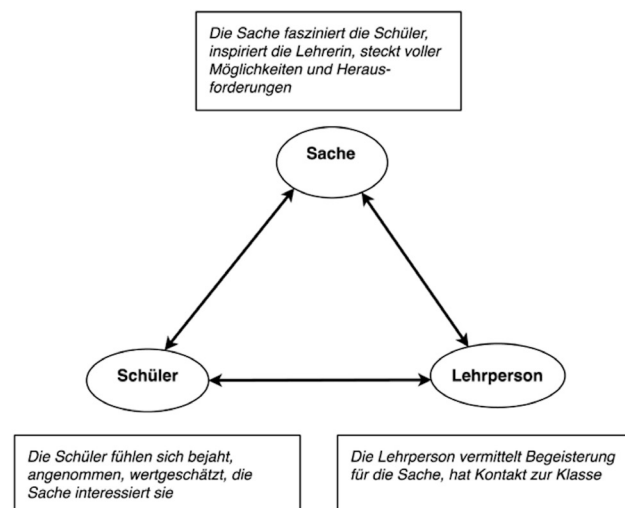 Die Sache fasziniert die Schüler,
inspiriert die Lehrerin, steckt voller
Möglichkeiten und Heraus-
forderungen
Sache
Schüler
Lehrperson
Die Schüler fühlen sich bejaht,
angenommen, wertgeschätzt, die
Sache interessiert sie
Die Lehrperson vermittelt Begeisterung
für die Sache, hat Kontakt zur Klasse